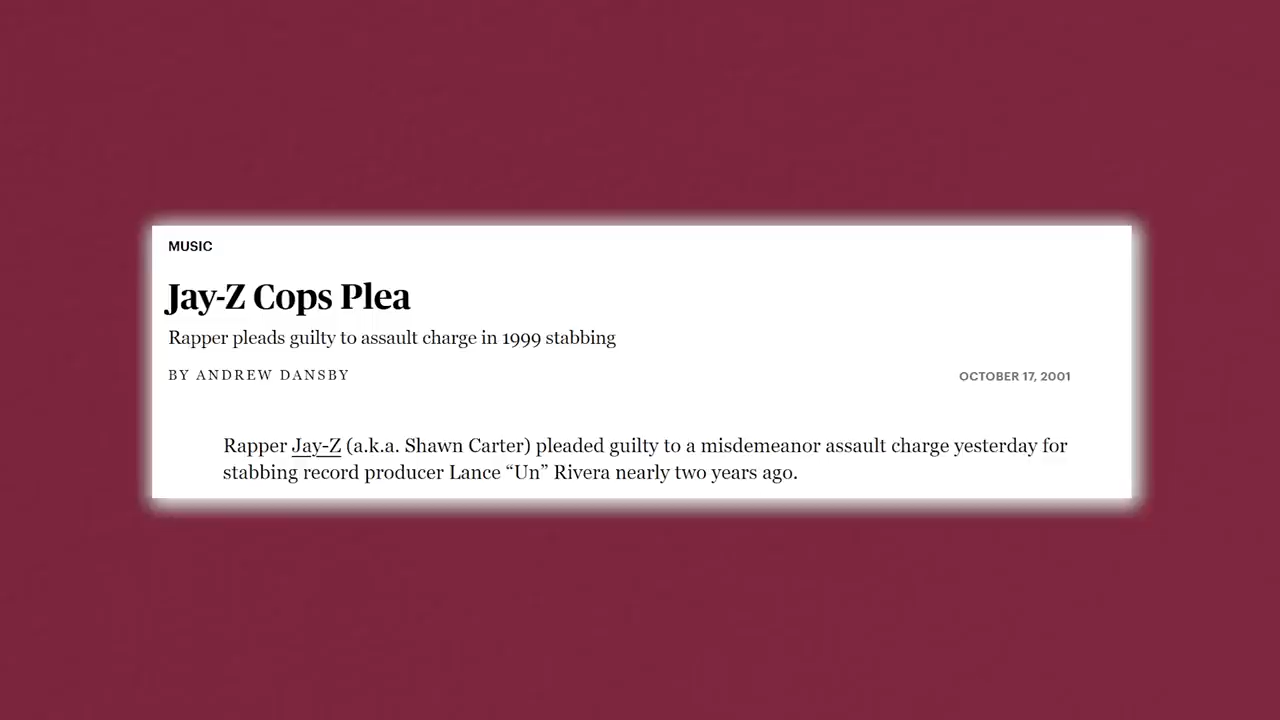 MUSIC
Jay-Z Cops Plea
Rapper pleads guilty to assault charge in 1999 stabbing
BY ANDREW DANSBY
OCTOBER 17, 2001
Rapper Jay-Z (a.k.a. Shawn Carter) pleaded guilty to a misdemeanor assault charge yesterday for
stabbing record producer Lance “Un” Rivera nearly two years ago.